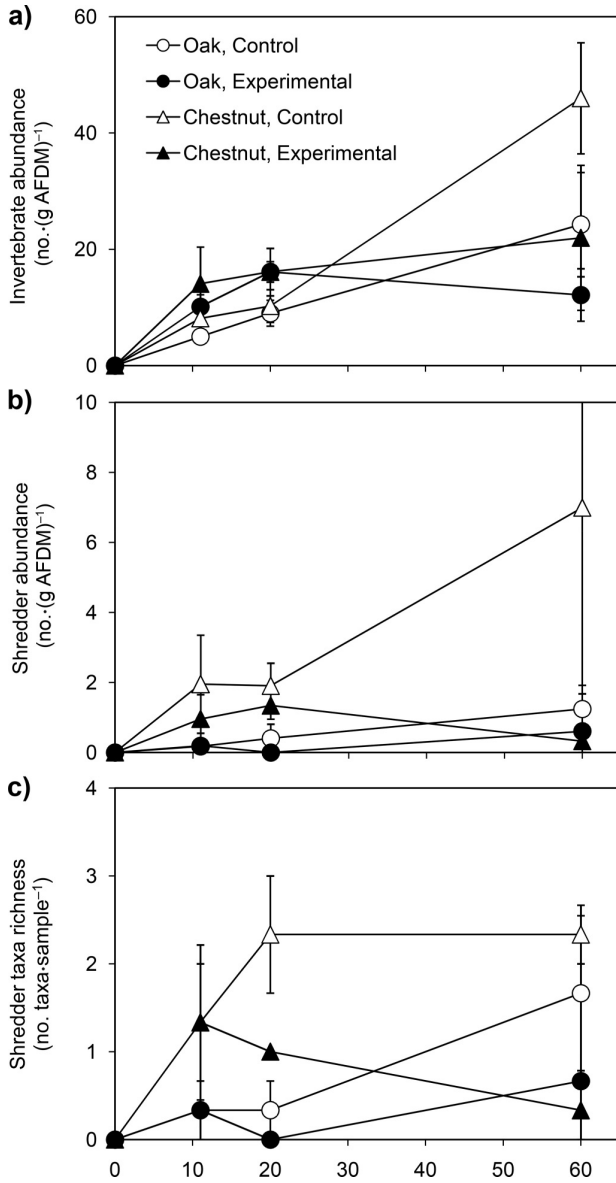 a)
60
40
20
0
Invertebrate abundance
(no.·(g AFDM)⁻¹)
Oak, Control
Oak, Experimental
Chestnut, Control
Chestnut, Experimental
b)
10
8
6
4
2
0
Shredder abundance
(no.·(g AFDM)⁻¹)
c)
4
3
2
1
0
Shredder taxa richness
(no. taxa·sample⁻¹)
0 10 20 30 40 50 60